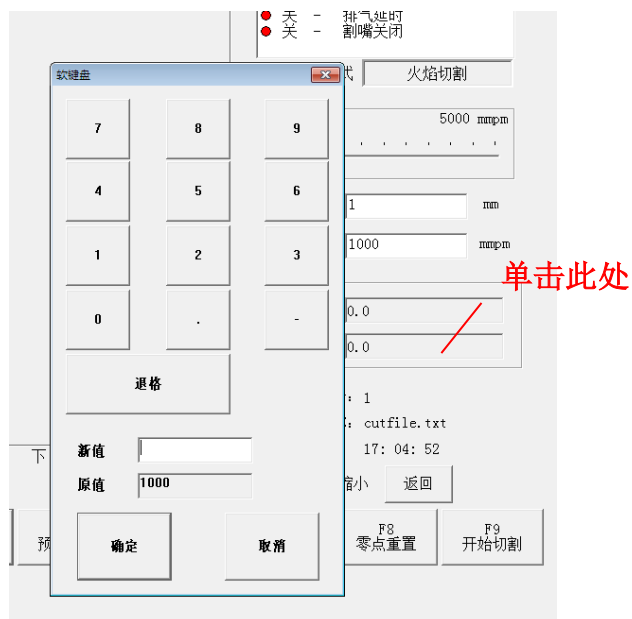 关 - 排气延时
关 - 割嘴关闭
火焰切割
5000 mmpm
1 mm
1000 mmpm
单击此处
0.0
0.0
: 1
: cutfile.txt
17: 04: 52
缩小 返回
F8
零点重置
F9
开始切割
下
预
软键盘
7 8 9
4 5 6
1 2 3
0 . -
退格
新值
原值 1000
确定 取消